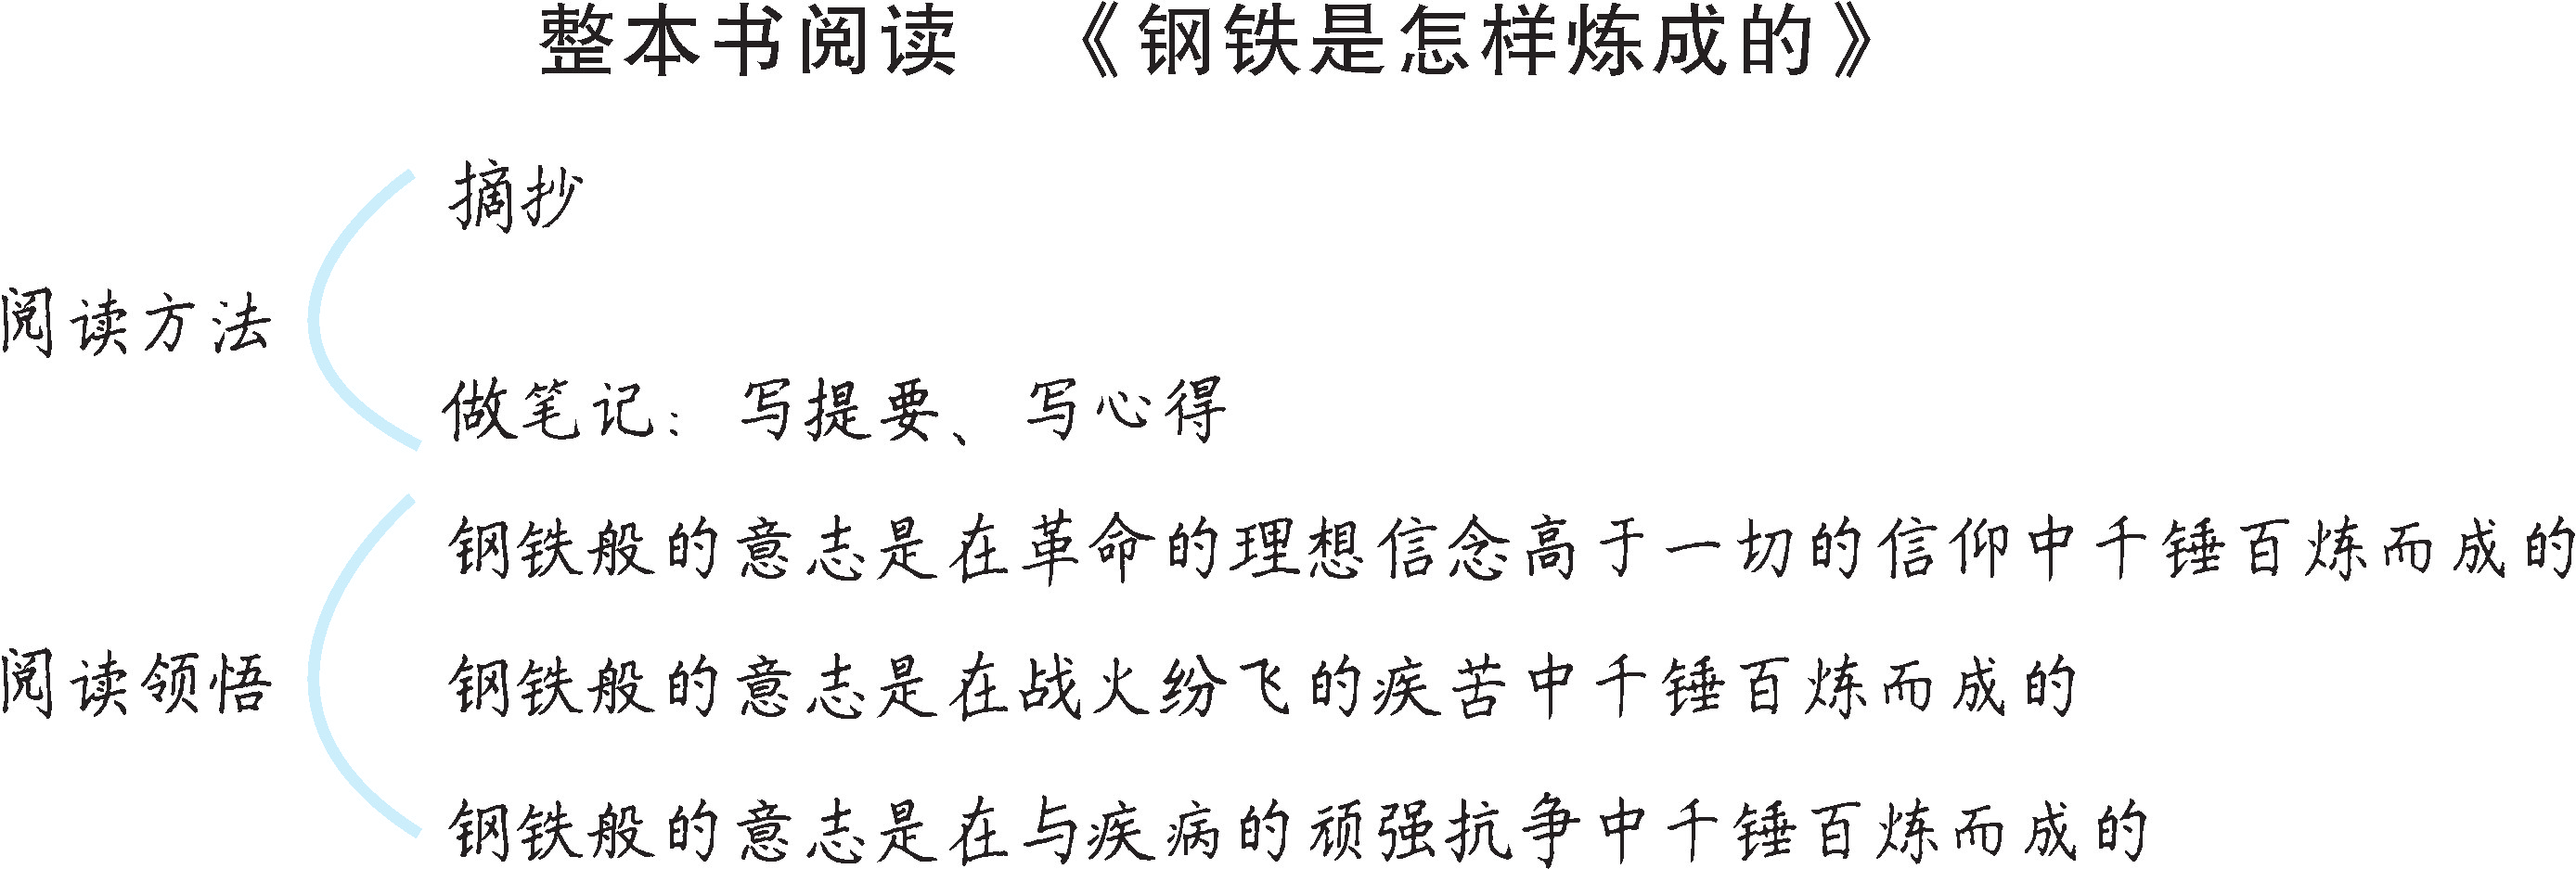 整本书阅读　《钢铁是怎样炼成的》
阅读方法
摘抄
做笔记：写提要、写心得
阅读领悟
钢铁般的意志是在革命的理想信念高于一切的信仰中千锤百炼而成的
钢铁般的意志是在战火纷飞的疾苦中千锤百炼而成的
钢铁般的意志是在与疾病的顽强抗争中千锤百炼而成的